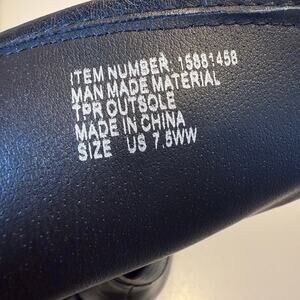 ITEM NUMBER: 15881458
MAN MADE MATERIAL
TPR OUTSOLE
MADE IN CHINA
SIZE US 7.5WW